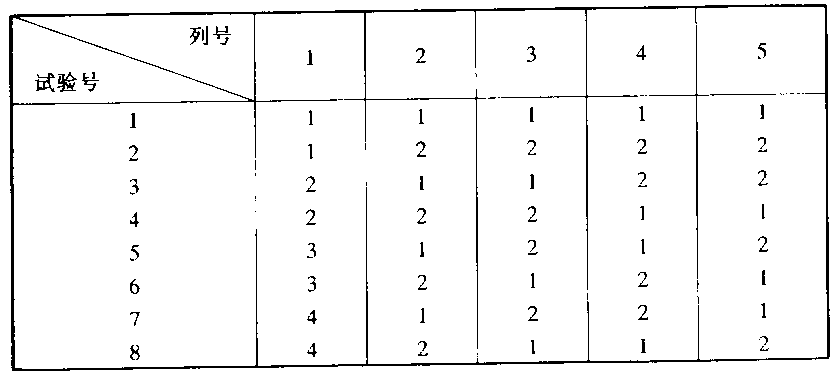 列号
试验号
1 2 3 4 5
1 1 1 1 1 1
2 1 2 2 2 2
3 2 1 1 2 2
4 2 2 2 1 1
5 3 1 2 1 2
6 3 2 1 2 1
7 4 1 2 2 1
8 4 2 1 1 2